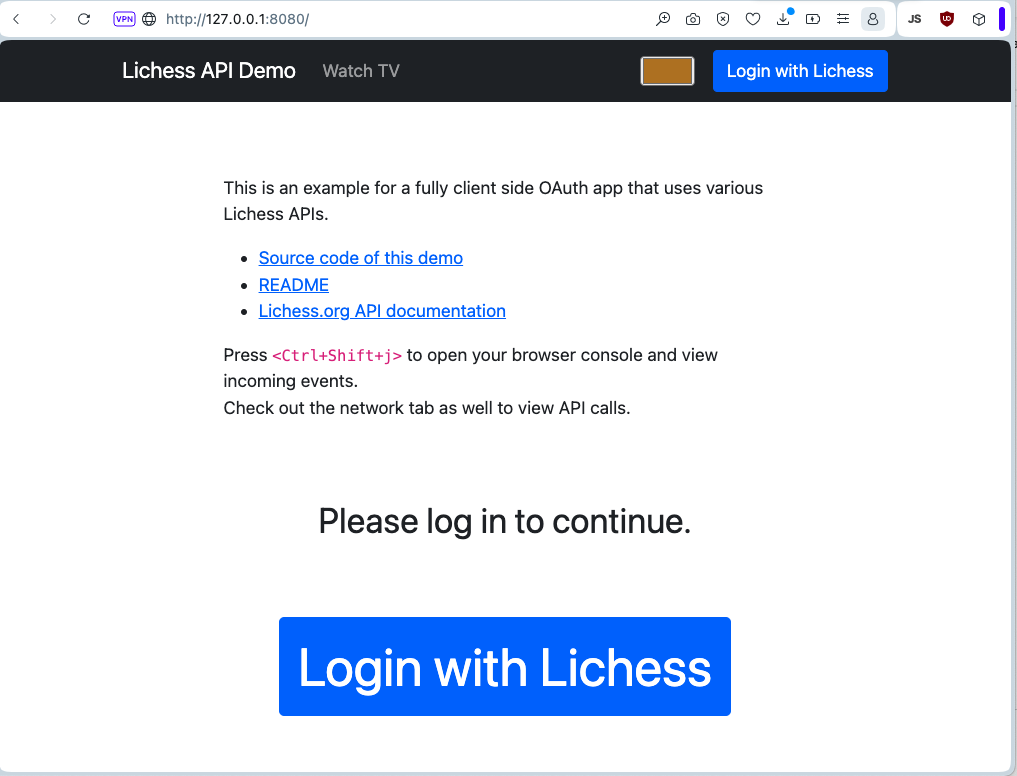 VPN http://127.0.0.1:8080/ JS
Lichess API Demo Watch TV Login with Lichess
This is an example for a fully client side OAuth app that uses various
Lichess APIs.
Source code of this demo
README
Lichess.org API documentation
Press <Ctrl+Shift+j> to open your browser console and view
incoming events.
Check out the network tab as well to view API calls.
Please log in to continue.
Login with Lichess